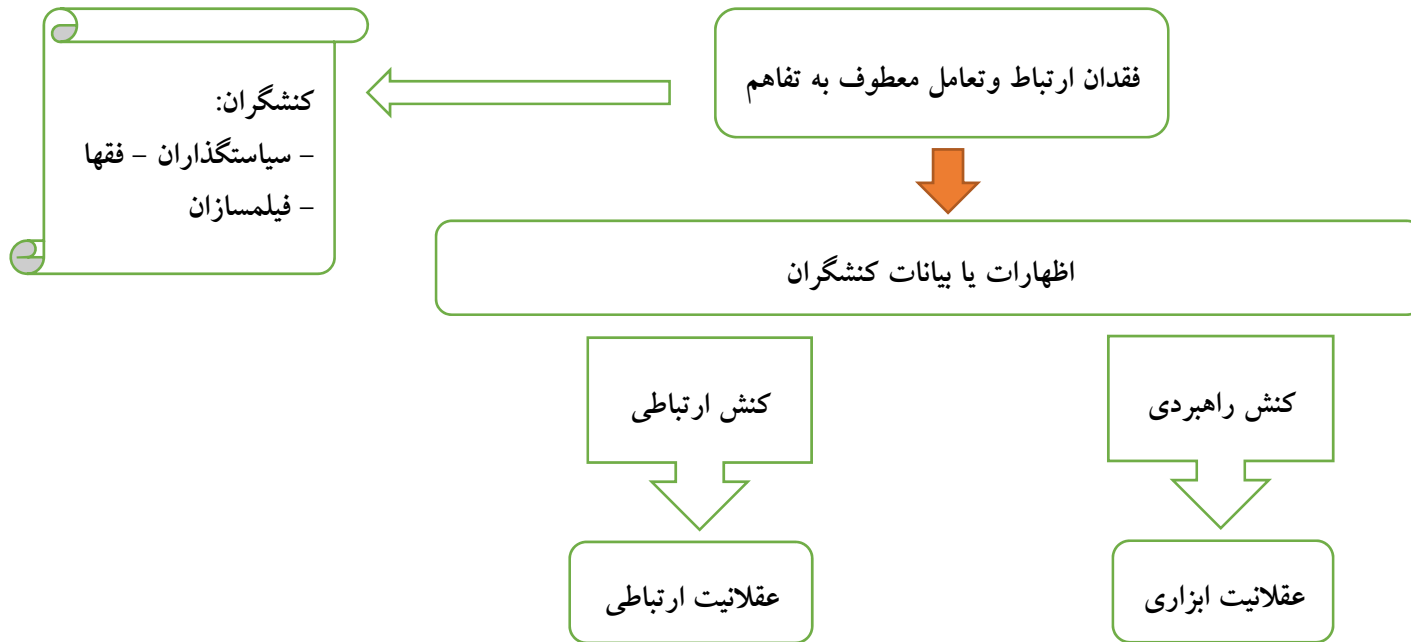 فقدان ارتباط وتعامل معطوف به تفاهم
کنشگران:
– سیاستگذاران – فقها
– فیلمسازان
اظهارات یا بیانات کنشگران
کنش راهبردی
کنش ارتباطی
عقلانیت ابزاری
عقلانیت ارتباطی